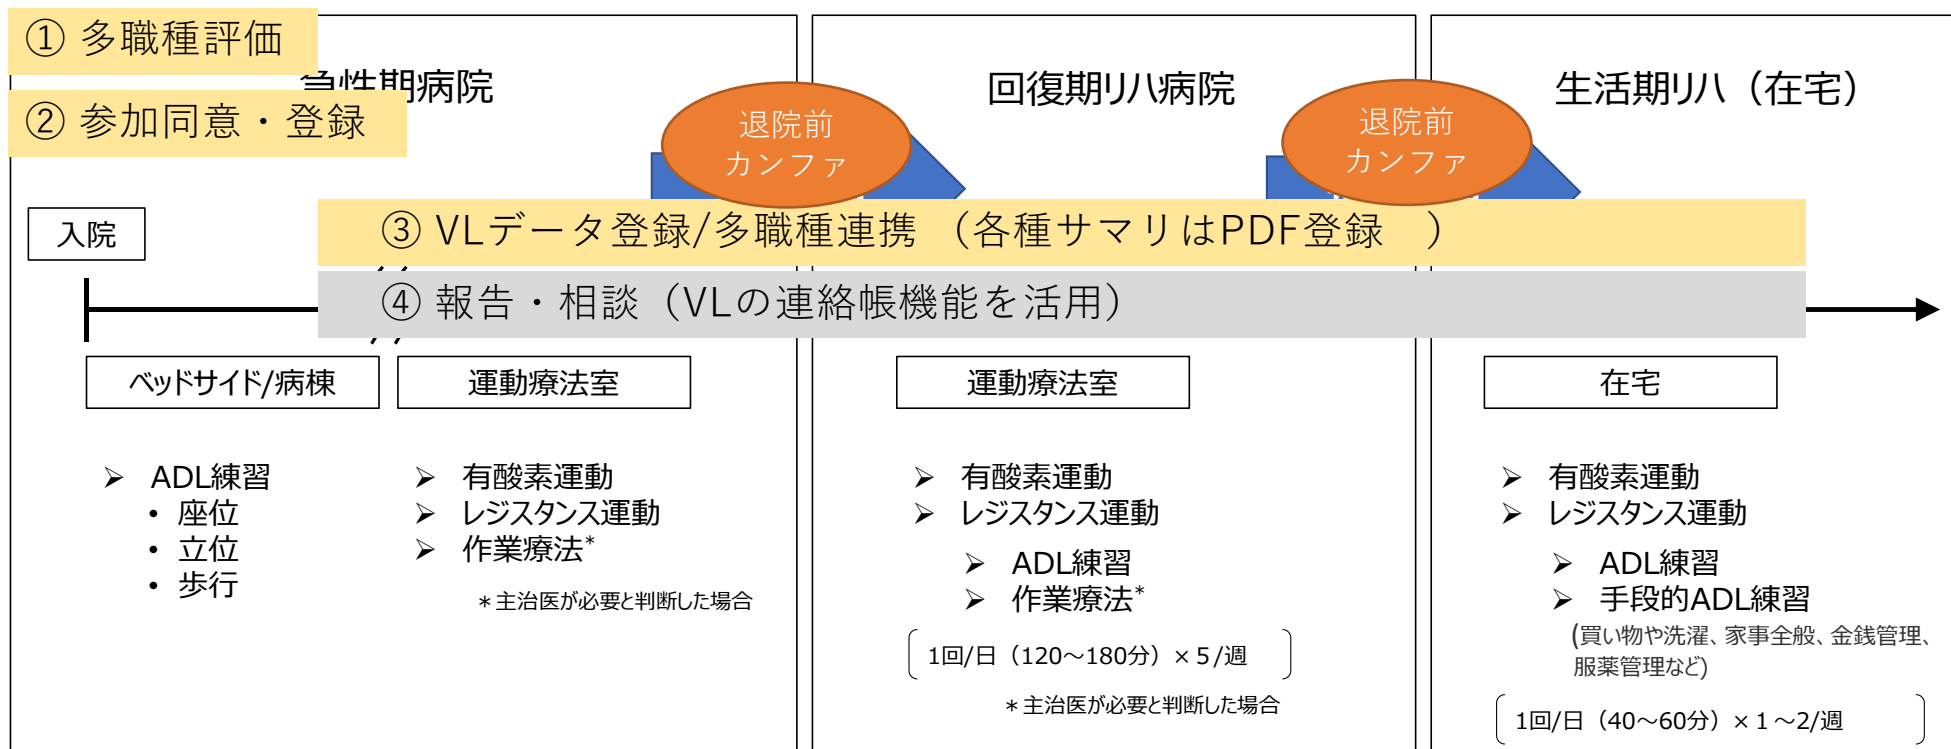 ① 多職種評価
急性期病院
② 参加同意・登録
回復期リハ病院
生活期リハ（在宅）
退院前
カンファ
退院前
カンファ
入院
③ VLデータ登録/多職種連携 （各種サマリはPDF登録　）
④ 報告・相談（VLの連絡帳機能を活用）
ベッドサイド/病棟
運動療法室
運動療法室
在宅
➢ ADL練習
• 座位
• 立位
• 歩行
➢ 有酸素運動
➢ レジスタンス運動
➢ 作業療法*
＊主治医が必要と判断した場合
➢ 有酸素運動
➢ レジスタンス運動
➢ ADL練習
➢ 作業療法*
1回/日（120～180分）×５/週
＊主治医が必要と判断した場合
➢ 有酸素運動
➢ レジスタンス運動
➢ ADL練習
➢ 手段的ADL練習
(買い物や洗濯、家事全般、金銭管理、
服薬管理など)
1回/日（40～60分）×１～2/週